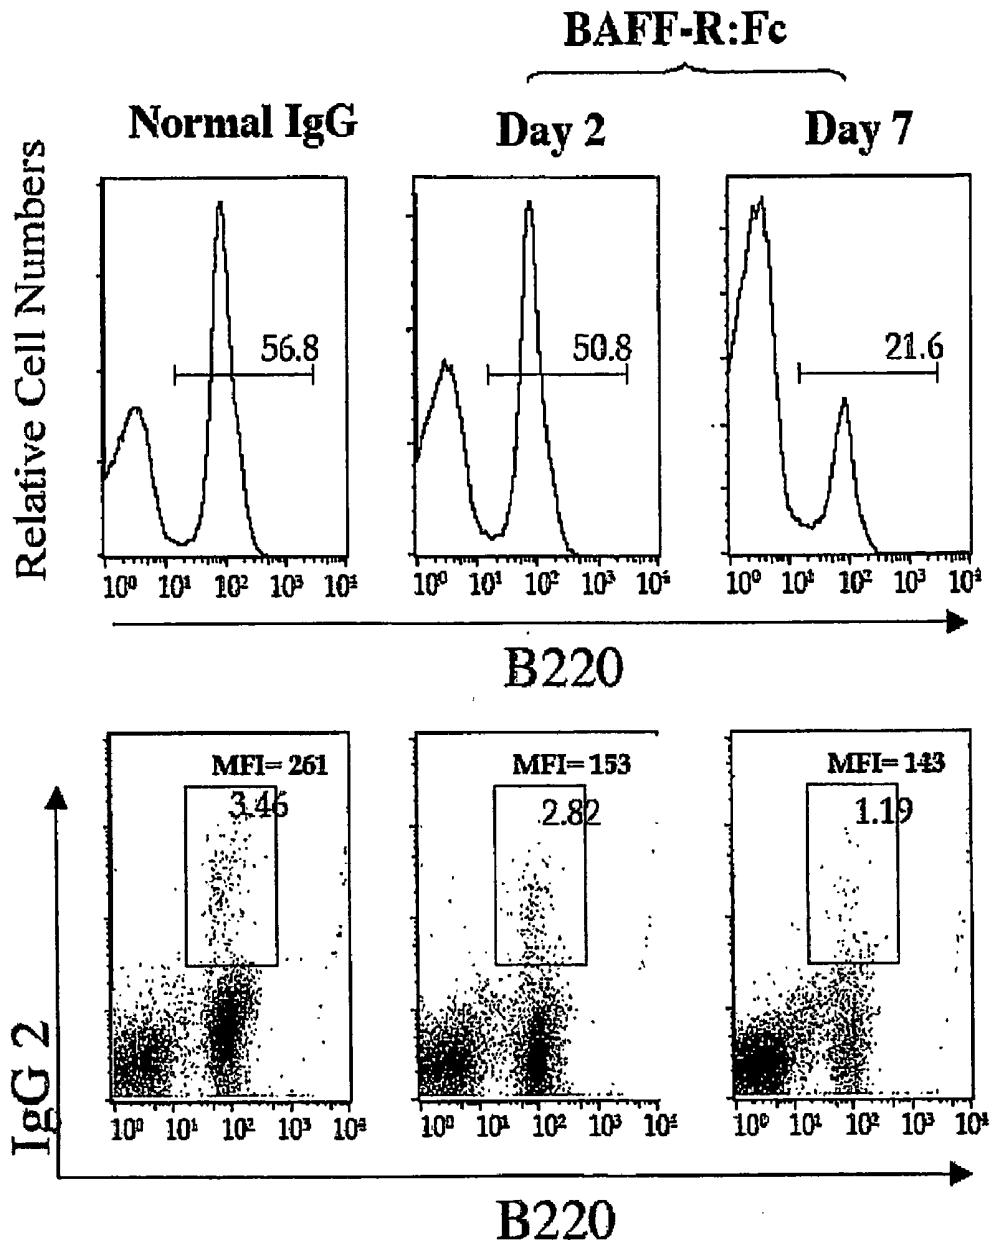 BAFF-R:Fc
Normal IgG
Day 2
Day 7
Relative Cell Numbers
56.8
50.8
21.6
10⁰ 10¹ 10² 10³ 10⁴
10⁰ 10¹ 10² 10³ 10⁴
10⁰ 10¹ 10² 10³ 10⁴
B220
MFI= 261
3.46
MFI= 153
2.82
MFI= 143
1.19
IgG 2
10⁰ 10¹ 10² 10³ 10⁴
10⁰ 10¹ 10² 10³ 10⁴
10⁰ 10¹ 10² 10³ 10⁴
B220